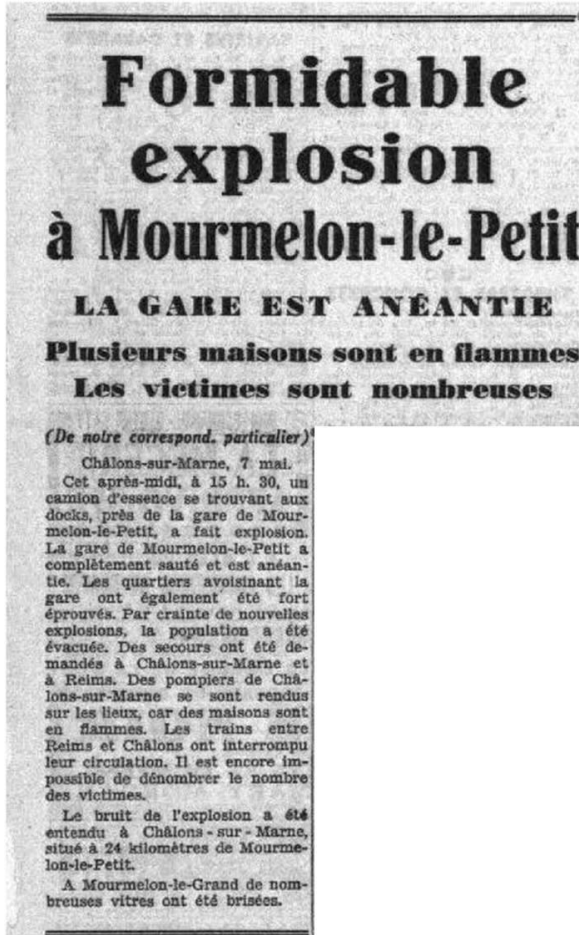 Formidable
explosion
à Mourmelon-le-Petit
LA GARE EST ANÉANTIE
Plusieurs maisons sont en flammes
Les victimes sont nombreuses
(De notre correspond. particulier)
Châlons-sur-Marne, 7 mai.
Cet après-midi, à 15 h. 30, un
camion d'essence se trouvant aux
docks, près de la gare de Mour-
melon-le-Petit, a fait explosion.
La gare de Mourmelon-le-Petit a
complètement sauté et est anéan-
tie. Les quartiers avoisinant la
gare ont également été fort
éprouvés. Par crainte de nouvelles
explosions, la population a été
évacuée. Des secours ont été de-
mandés à Châlons-sur-Marne et
à Reims. Des pompiers de Châ-
lons-sur-Marne se sont rendus
sur les lieux, car des maisons sont
en flammes. Les trains entre
Reims et Châlons ont interrompu
leur circulation. Il est encore im-
possible de dénombrer le nombre
des victimes.
Le bruit de l'explosion a été
entendu à Châlons - sur - Marne,
situé à 24 kilomètres de Mourme-
lon-le-Petit.
A Mourmelon-le-Grand de nom-
breuses vitres ont été brisées.